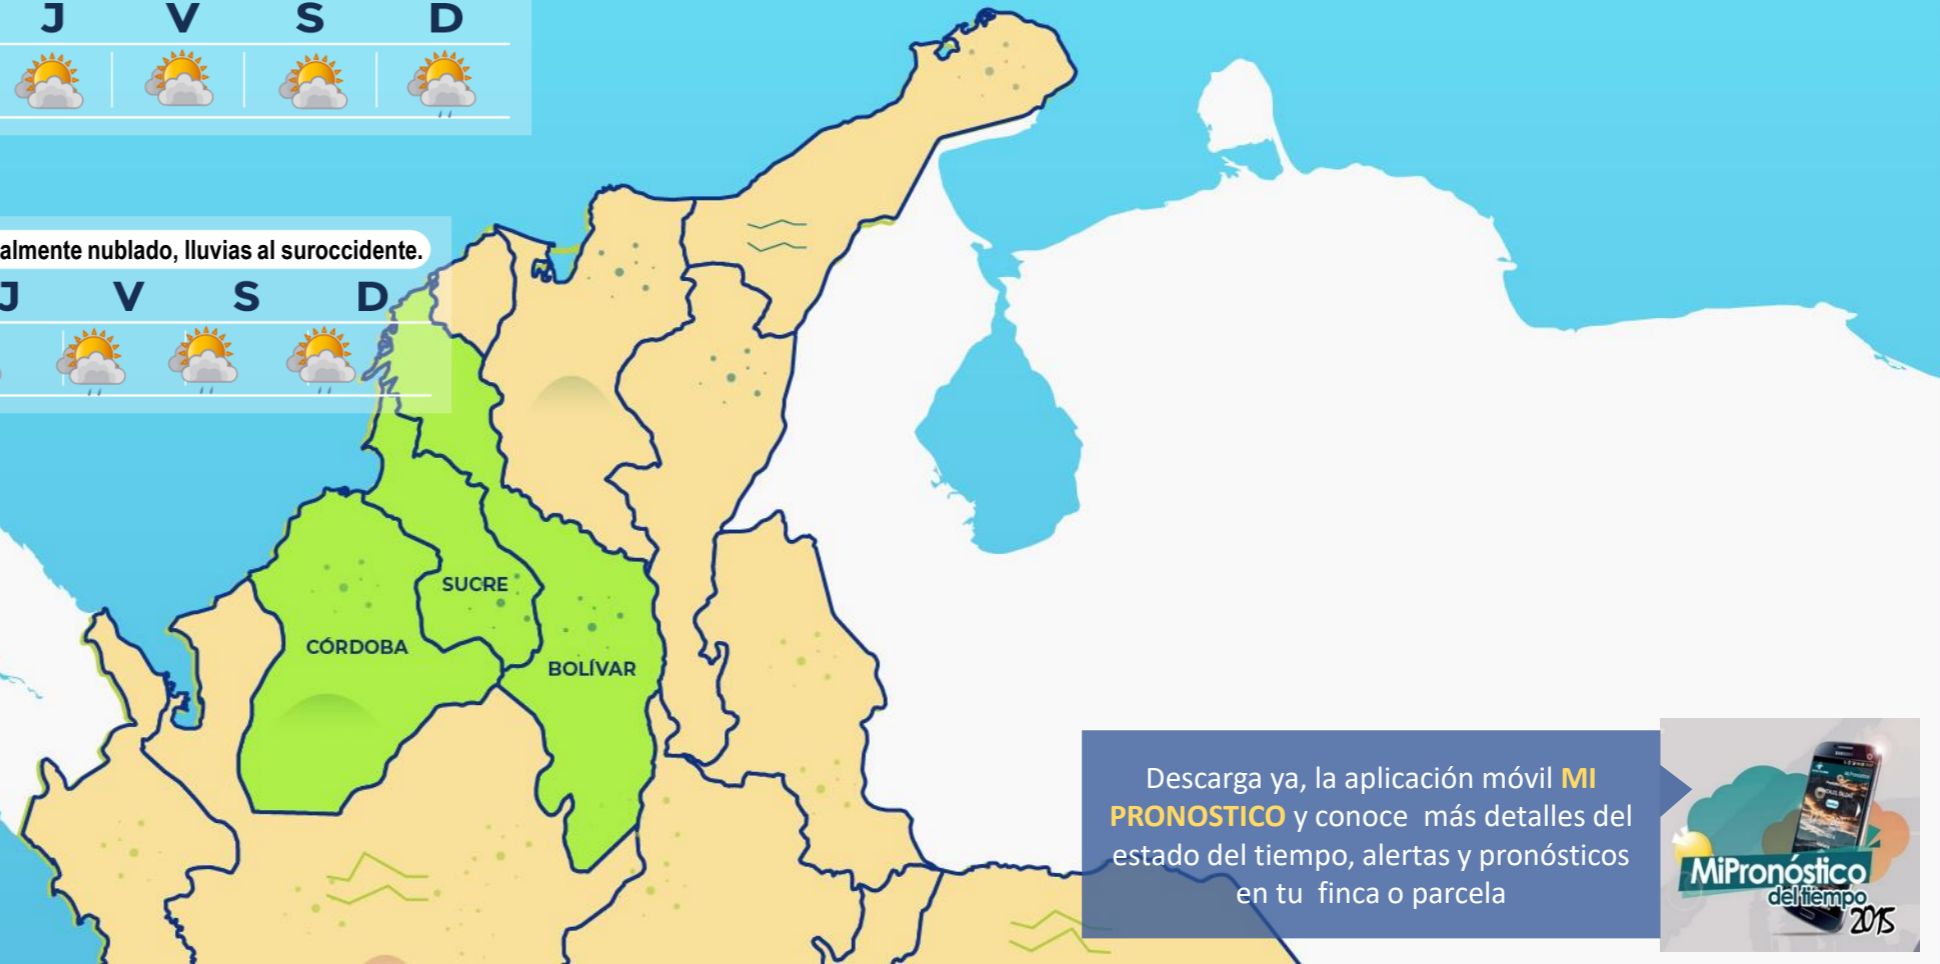 J V S D
almente nublado, lluvias al suroccidente.
J V S D
SUCRE
CÓRDOBA
BOLÍVAR
Descarga ya, la aplicación móvil MI
PRONOSTICO y conoce más detalles del
estado del tiempo, alertas y pronósticos
en tu finca o parcela
MiPronóstico
del tiempo
2015